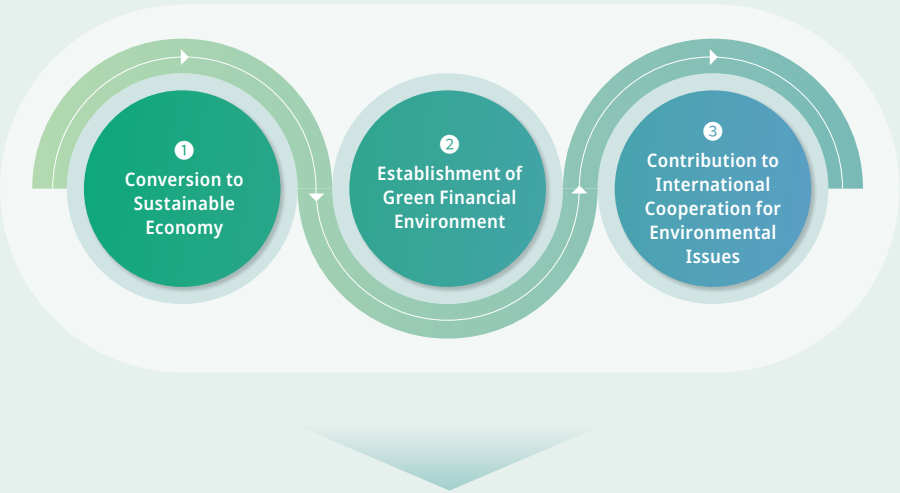 1
Conversion to
Sustainable
Economy
2
Establishment of
Green Financial
Environment
3
Contribution to
International
Cooperation for
Environmental
Issues